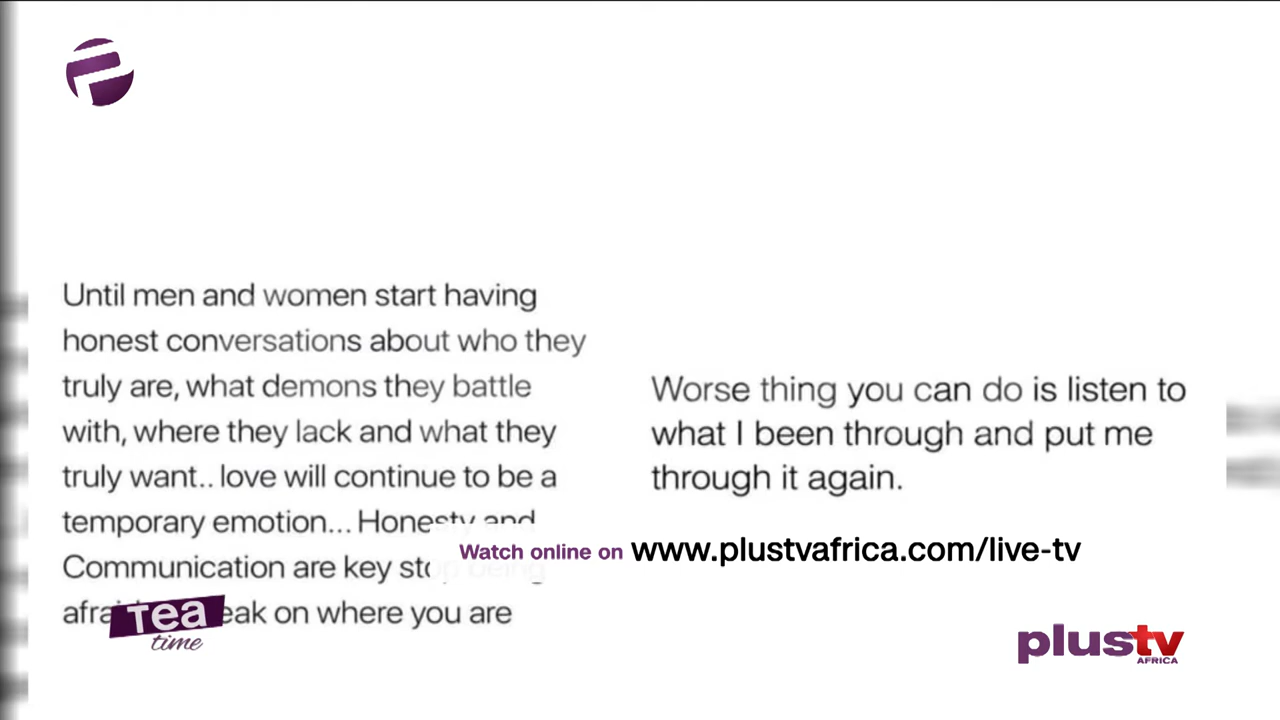 Until men and women start having
honest conversations about who they
truly are, what demons they battle
with, where they lack and what they
truly want.. love will continue to be a
temporary emotion... Honesty and
Communication are key stop being
on where you are
Worse thing you can do is listen to
what I been through and put me
through it again.
Watch online on www.plustvafrica.com/live-tv
Tea
time
plustv
AFRICA